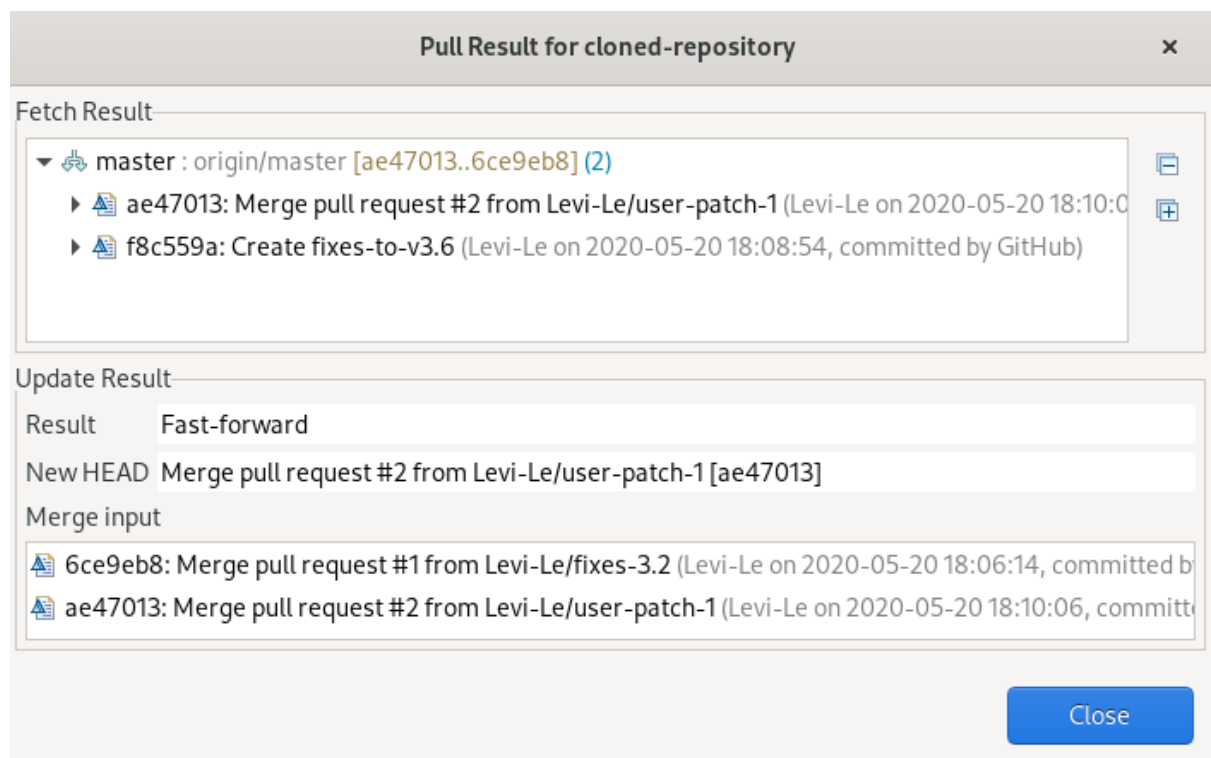 Pull Result for cloned-repository
Fetch Result
master : origin/master [ae47013..6ce9eb8] (2)
ae47013: Merge pull request #2 from Levi-Le/user-patch-1 (Levi-Le on 2020-05-20 18:10:0
f8c559a: Create fixes-to-v3.6 (Levi-Le on 2020-05-20 18:08:54, committed by GitHub)
Update Result
Result Fast-forward
New HEAD Merge pull request #2 from Levi-Le/user-patch-1 [ae47013]
Merge input
6ce9eb8: Merge pull request #1 from Levi-Le/fixes-3.2 (Levi-Le on 2020-05-20 18:06:14, committed b
ae47013: Merge pull request #2 from Levi-Le/user-patch-1 (Levi-Le on 2020-05-20 18:10:06, committ
Close